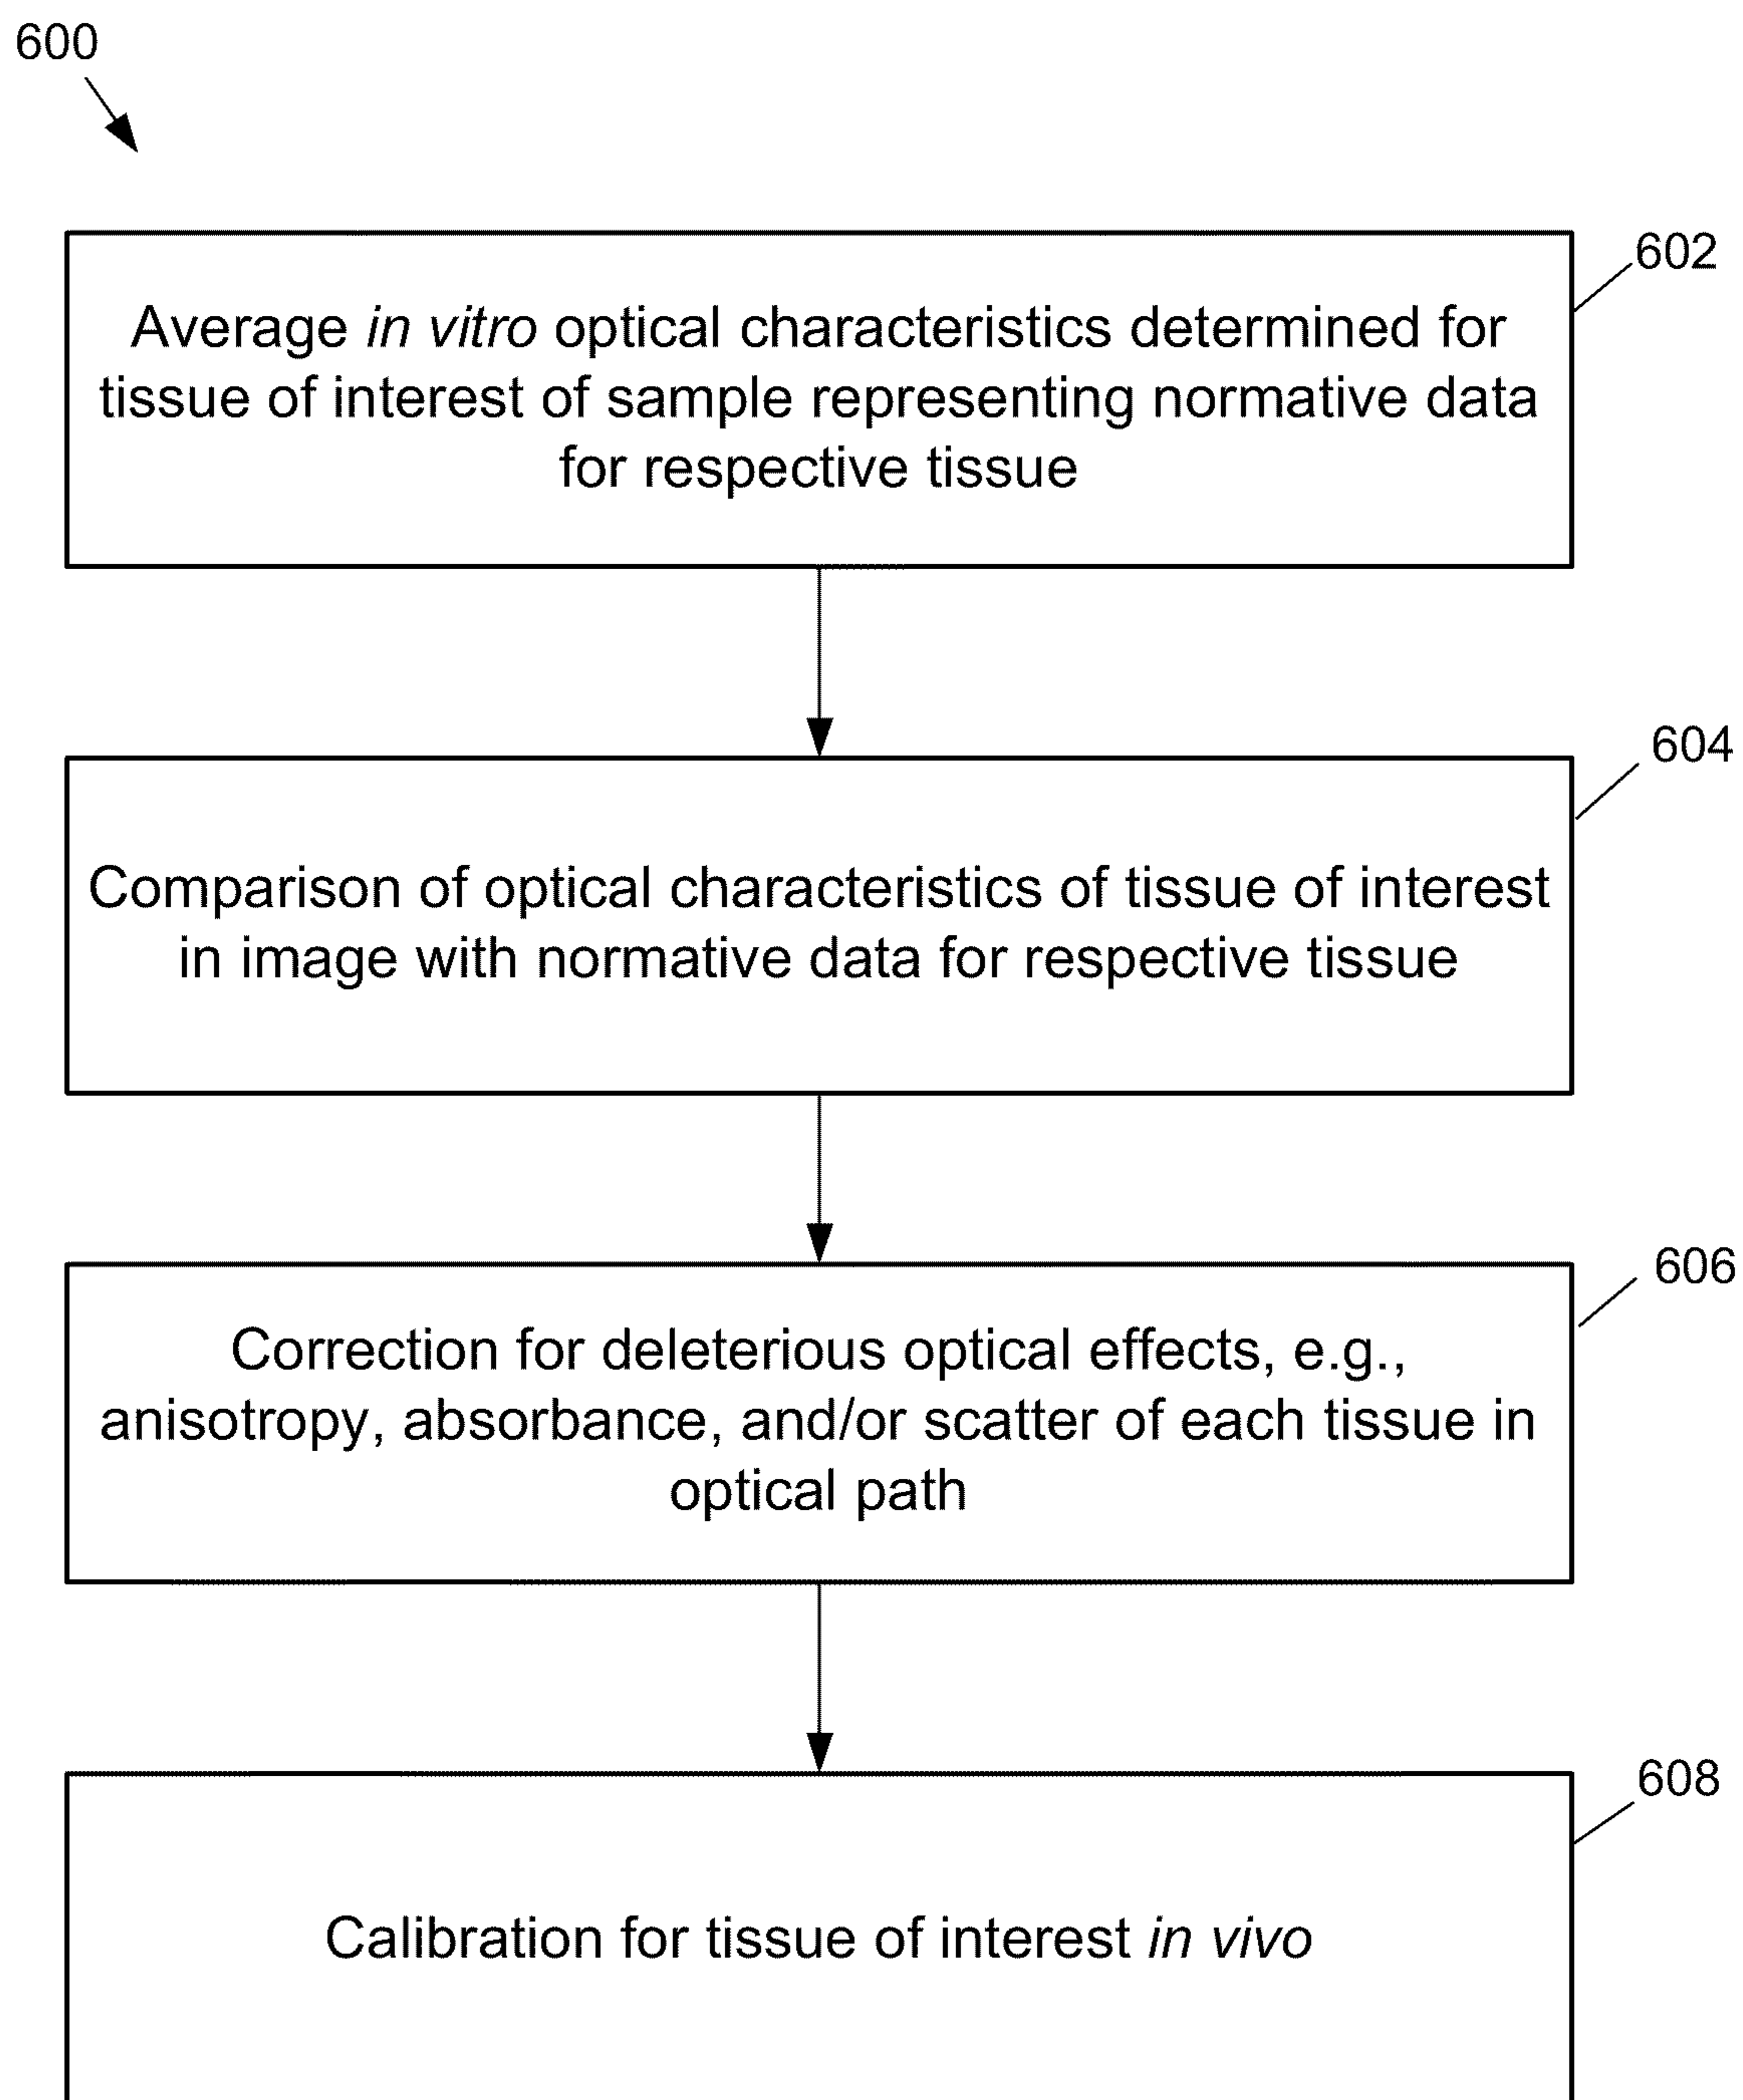 600
602
Average in vitro optical characteristics determined for
tissue of interest of sample representing normative data
for respective tissue
604
Comparison of optical characteristics of tissue of interest
in image with normative data for respective tissue
606
Correction for deleterious optical effects, e.g.,
anisotropy, absorbance, and/or scatter of each tissue in
optical path
608
Calibration for tissue of interest in vivo